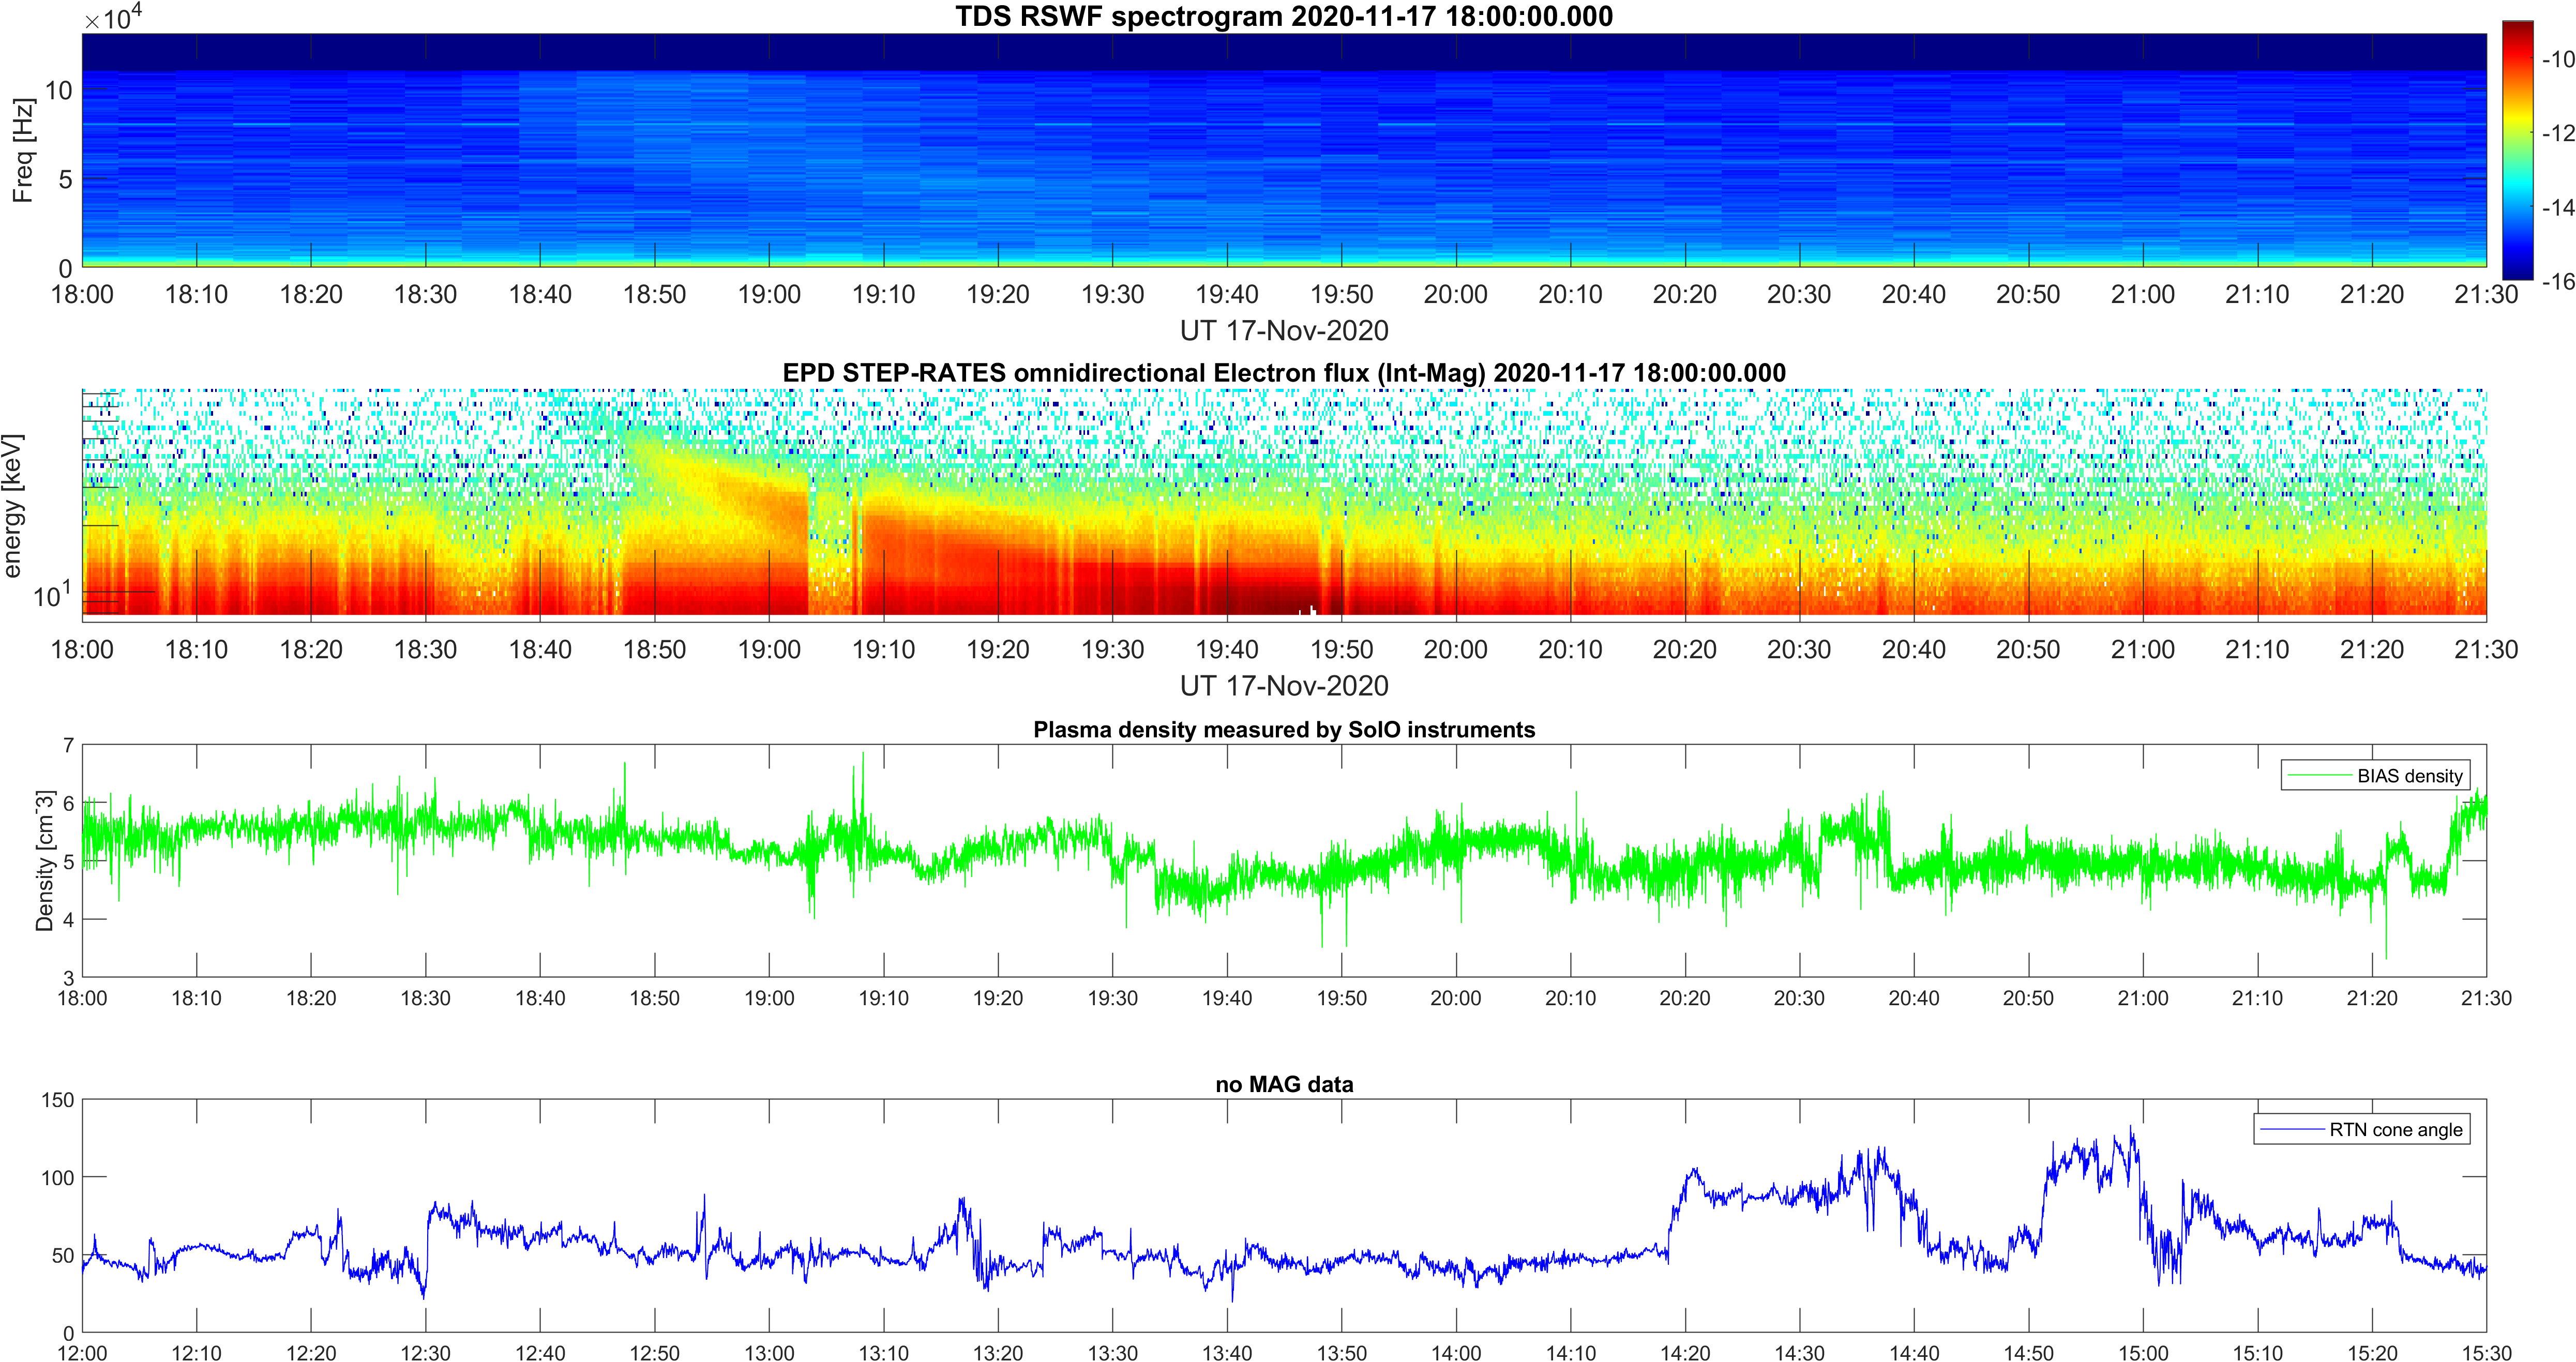 TDS RSWF spectrogram 2020-11-17 18:00:00.000
×10⁴
Freq [Hz]
10
5
0
-10
-12
-14
-16
18:00 18:10 18:20 18:30 18:40 18:50 19:00 19:10 19:20 19:30 19:40 19:50 20:00 20:10 20:20 20:30 20:40 20:50 21:00 21:10 21:20 21:30
UT 17-Nov-2020
EPD STEP-RATES omnidirectional Electron flux (Int-Mag) 2020-11-17 18:00:00.000
energy [keV]
10¹
18:00 18:10 18:20 18:30 18:40 18:50 19:00 19:10 19:20 19:30 19:40 19:50 20:00 20:10 20:20 20:30 20:40 20:50 21:00 21:10 21:20 21:30
UT 17-Nov-2020
Plasma density measured by SolO instruments
Density [cm⁻3]
7
6
5
4
3
BIAS density
18:00 18:10 18:20 18:30 18:40 18:50 19:00 19:10 19:20 19:30 19:40 19:50 20:00 20:10 20:20 20:30 20:40 20:50 21:00 21:10 21:20 21:30
no MAG data
150
100
50
0
RTN cone angle
12:00 12:10 12:20 12:30 12:40 12:50 13:00 13:10 13:20 13:30 13:40 13:50 14:00 14:10 14:20 14:30 14:40 14:50 15:00 15:10 15:20 15:30